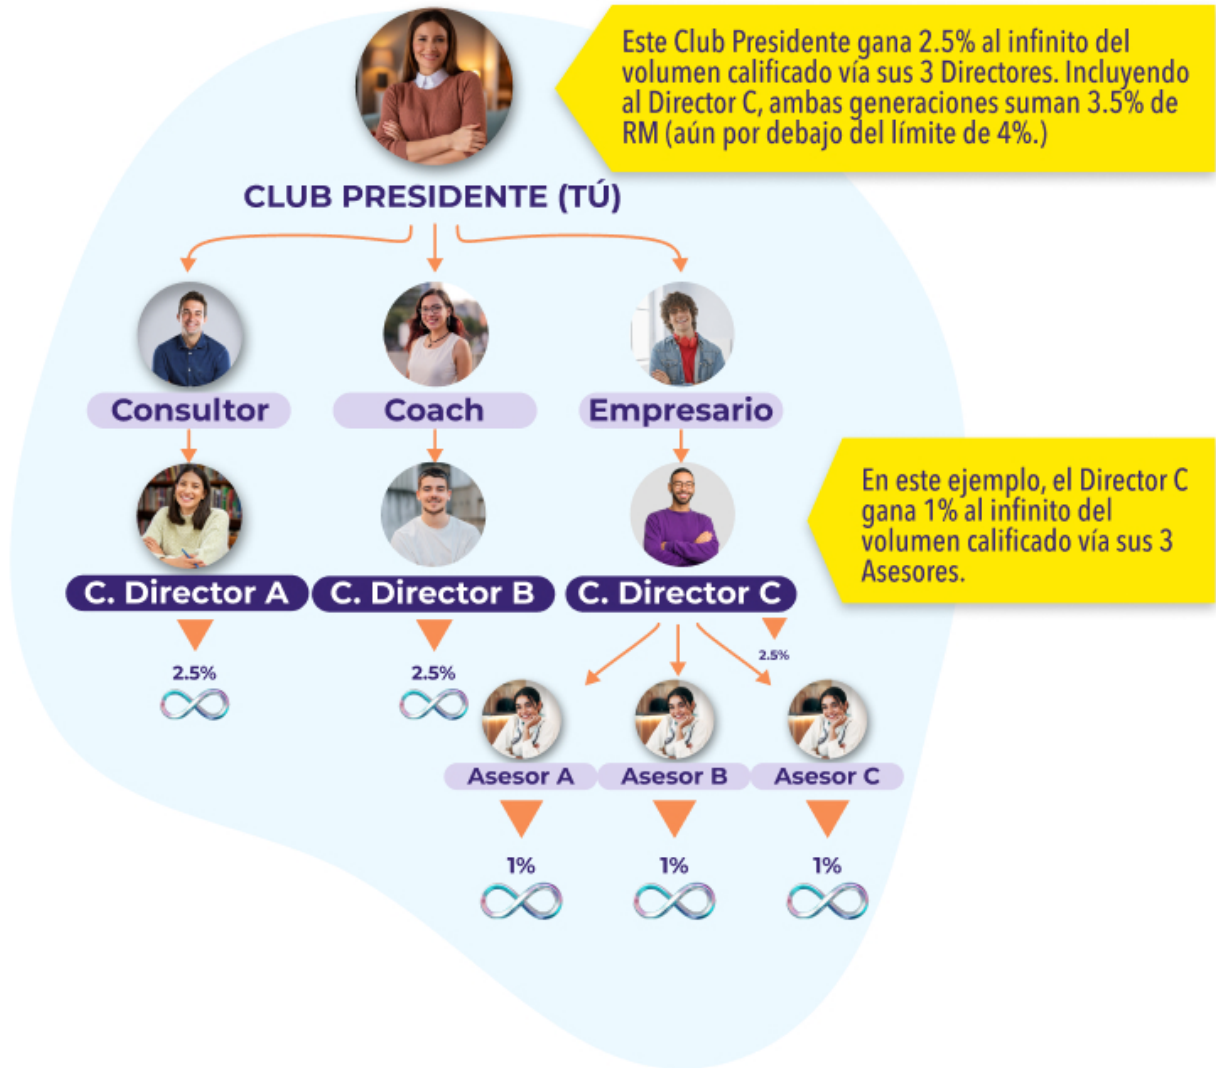 Este Club Presidente gana 2.5% al infinito del
volumen calificado vía sus 3 Directores. Incluyendo
al Director C, ambas generaciones suman 3.5% de
RM (aún por debajo del límite de 4%.)
CLUB PRESIDENTE (TÚ)
Consultor
Coach
Empresario
En este ejemplo, el Director C
gana 1% al infinito del
volumen calificado vía sus 3
Asesores.
C. Director A
C. Director B
C. Director C
2.5%
2.5%
2.5%
Asesor A
Asesor B
Asesor C
1%
1%
1%